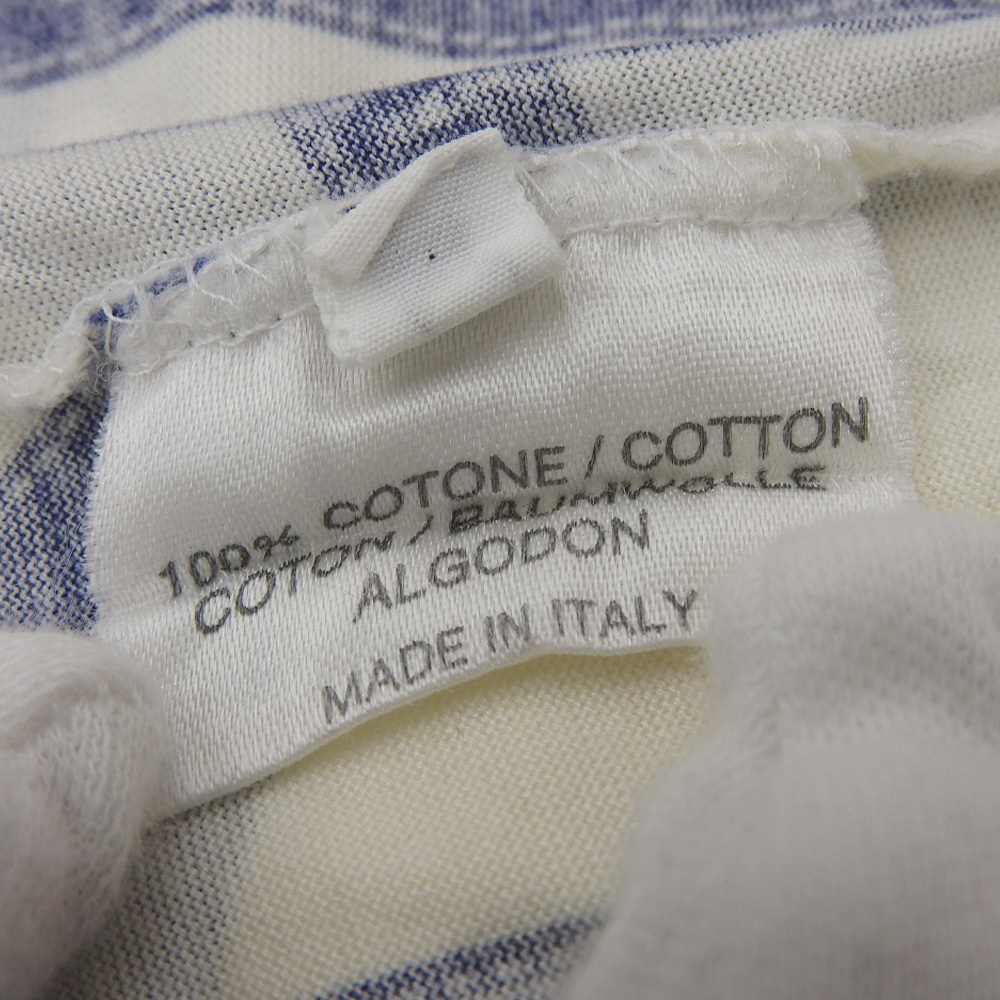 100% COTONE / COTTON
COTON / BAUMWOLLE
ALGODON
MADE IN ITALY